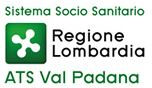 Sistema Socio Sanitario
Regione
Lombardia
ATS Val Padana